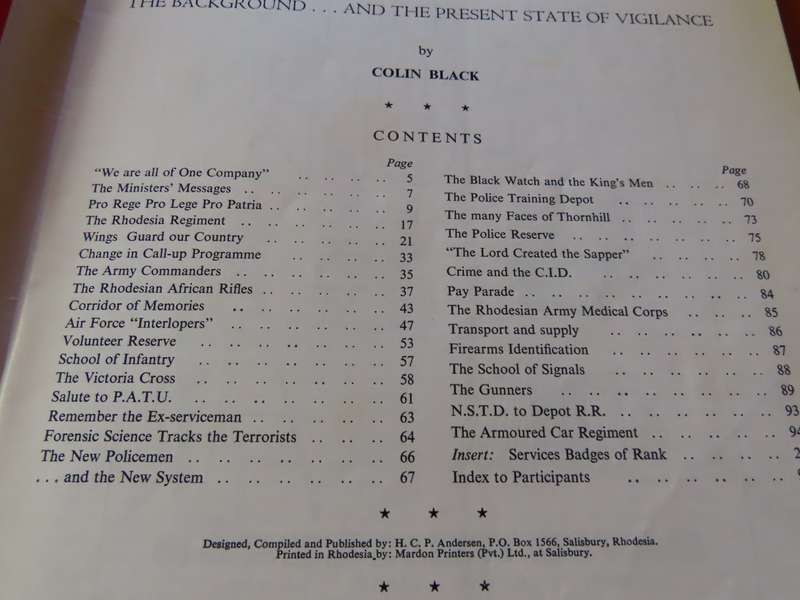 THE BACKGROUND . . . AND THE PRESENT STATE OF VIGILANCE
by
COLIN BLACK
★ ★ ★
CONTENTS
Page
"We are all of One Company" .. .. .. .. 5
The Ministers' Messages .. .. .. .. .. 7
Pro Rege Pro Lege Pro Patria .. .. .. .. .. 9
The Rhodesia Regiment .. .. .. .. .. 17
Wings Guard our Country .. .. .. .. .. 21
Change in Call-up Programme .. .. .. .. 33
The Army Commanders .. .. .. .. .. 35
The Rhodesian African Rifles .. .. .. .. .. 37
Corridor of Memories .. .. .. .. .. 43
Air Force "Interlopers" .. .. .. .. .. .. 47
Volunteer Reserve .. .. .. .. .. .. 53
School of Infantry .. .. .. .. .. .. 57
The Victoria Cross .. .. .. .. .. .. 58
Salute to P.A.T.U. .. .. .. .. .. .. 61
Remember the Ex-serviceman .. .. .. .. .. 63
Forensic Science Tracks the Terrorists .. .. .. 64
The New Policemen .. .. .. .. .. .. 66
. . . and the New System .. .. .. .. .. .. 67
Page
The Black Watch and the King's Men .. .. .. 68
The Police Training Depot .. .. .. .. .. 70
The many Faces of Thornhill .. .. .. .. .. 73
The Police Reserve .. .. .. .. .. .. 75
"The Lord Created the Sapper" .. .. .. .. 78
Crime and the C.I.D. .. .. .. .. .. .. 80
Pay Parade .. .. .. .. .. .. .. .. 84
The Rhodesian Army Medical Corps .. .. .. 85
Transport and supply .. .. .. .. .. 86
Firearms Identification .. .. .. .. .. .. 87
The School of Signals .. .. .. .. .. .. 88
The Gunners .. .. .. .. .. .. .. 89
N.S.T.D. to Depot R.R. .. .. .. .. .. .. 93
The Armoured Car Regiment .. .. .. .. ..
Insert: Services Badges of Rank .. .. .. ..
Index to Participants .. .. .. .. ..
★ ★ ★
Designed, Compiled and Published by: H. C. P. Andersen, P.O. Box 1566, Salisbury, Rhodesia.
Printed in Rhodesia by: Mardon Printers (Pvt.) Ltd., at Salisbury.
★ ★ ★